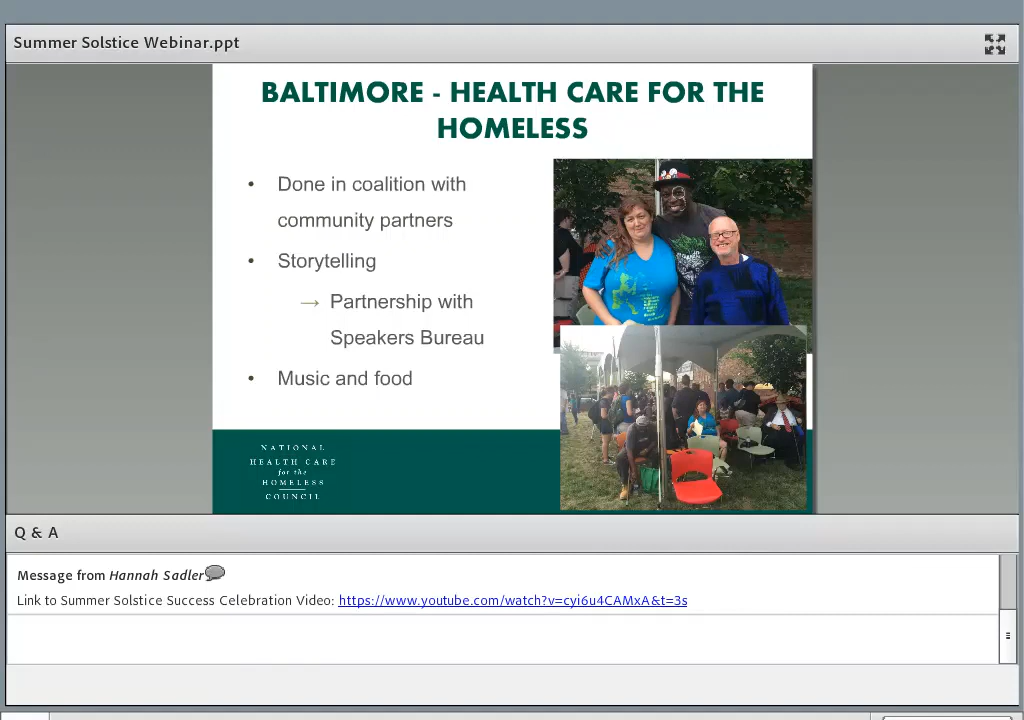 Summer Solstice Webinar.ppt
BALTIMORE - HEALTH CARE FOR THE
HOMELESS
• Done in coalition with
community partners
• Storytelling
→ Partnership with
Speakers Bureau
• Music and food
NATIONAL
HEALTH CARE
for the
HOMELESS
COUNCIL
Q & A
Message from Hannah Sadler
Link to Summer Solstice Success Celebration Video: https://www.youtube.com/watch?v=cyi6u4CAMxA&t=3s